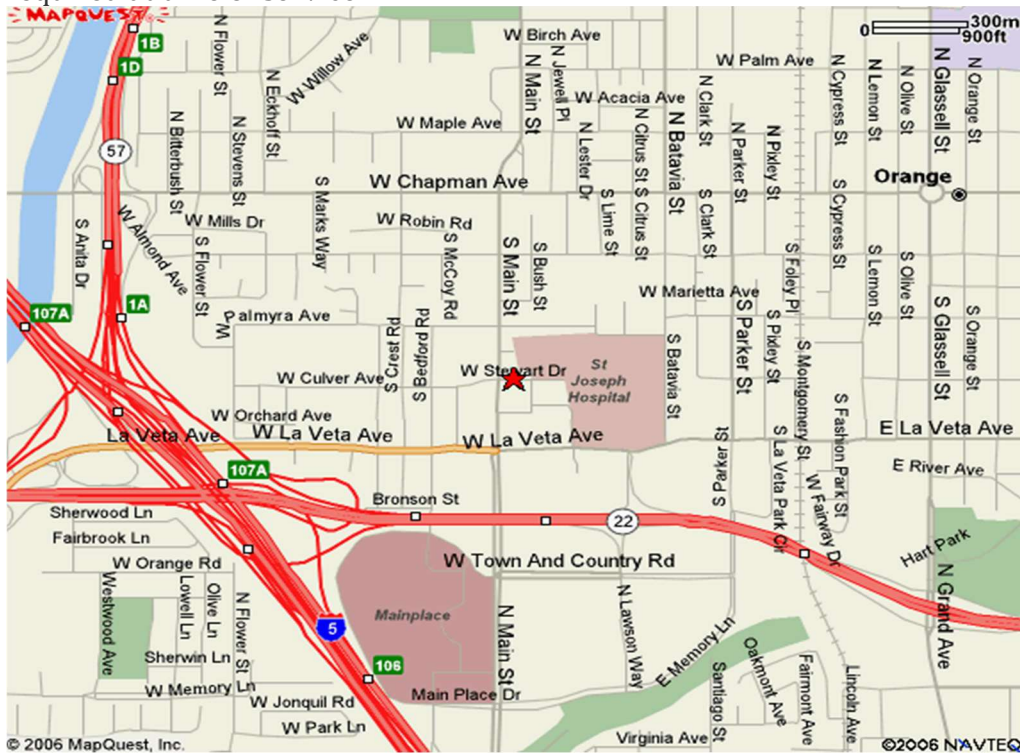 MAPQUEST
1B
1D
57
N Flower St
N Eckhoff St
W Willow Ave
W Birch Ave
N Main St
N Jewell Pl
W Palm Ave
300m
900ft
0
N Glassell St
N Orange St
N Cypress St
N Lemon St
N Olive St
W Acacia Ave
N Clark St
W Maple Ave
N Bitterbush St
N Stevens St
N Lester Dr
N Citrus St
N Batavia St
N Parker St
N Pixley St
W Chapman Ave
Orange
S Marks Way
S Anita Dr
W Almond Ave
W Mills Dr
W Robin Rd
S Lime St
S Citrus St
S Clark St
S Cypress St
S Flower St
S McCoy Rd
S Main St
S Bush St
S Foley Pl
S Lemon St
S Olive St
W Marietta Ave
107A
1A
Palmyra Ave
W
S Crest Rd
S Bedford Rd
S Batavia St
S Parker St
S Pixley St
S Glassell St
S Orange St
W Stewart Dr
St
Joseph
Hospital
W Culver Ave
S Montgomery St
S Fashion Park St
W Orchard Ave
La Veta Ave
W La Veta Ave
W La Veta Ave
E La Veta Ave
S Parker St
S La Veta Park Cir
E River Ave
107A
Bronson St
W Fairway Dr
22
Sherwood Ln
Fairbrook Ln
W Orange Rd
W Town And Country Rd
Hart Park
Westwood Ave
Lowell Ln
Olive Ln
N Flower St
Mainplace
N Main St
N Lawson Way
N Grand Ave
5
Sherwin Ln
E Memory Ln
Oakmont Ave
Fairmont Ave
Lincoln Ave
Santiago St
106
W Memory Ln
W Jonquil Rd
Main Place Dr
W Park Ln
Virginia Ave
© 2006 MapQuest, Inc.
©2006 NAVTEQ